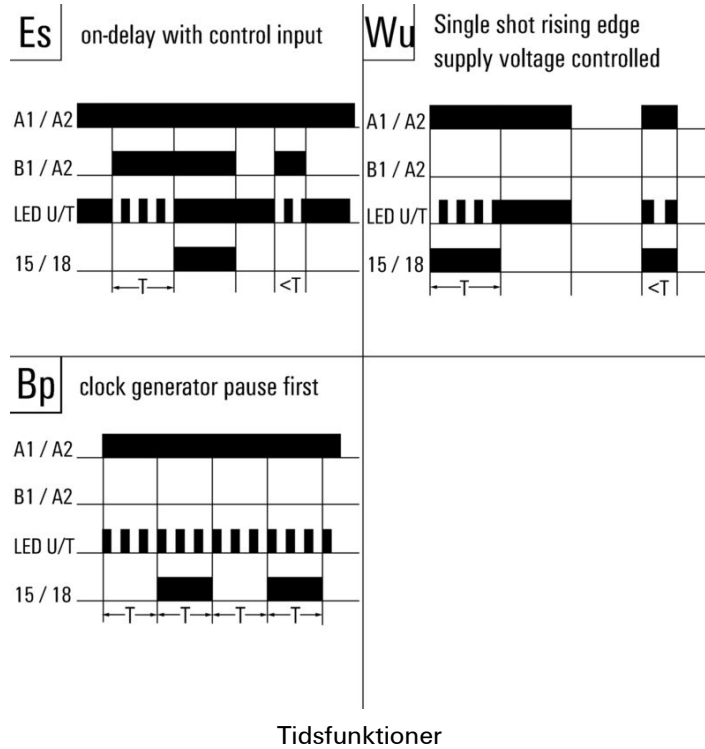 Es on-delay with control input
A1 / A2
B1 / A2
LED U/T
15 / 18
T <T
Wu Single shot rising edge
supply voltage controlled
A1 / A2
B1 / A2
LED U/T
15 / 18
T <T
Bp clock generator pause first
A1 / A2
B1 / A2
LED U/T
15 / 18
T T T T
Tidsfunktioner